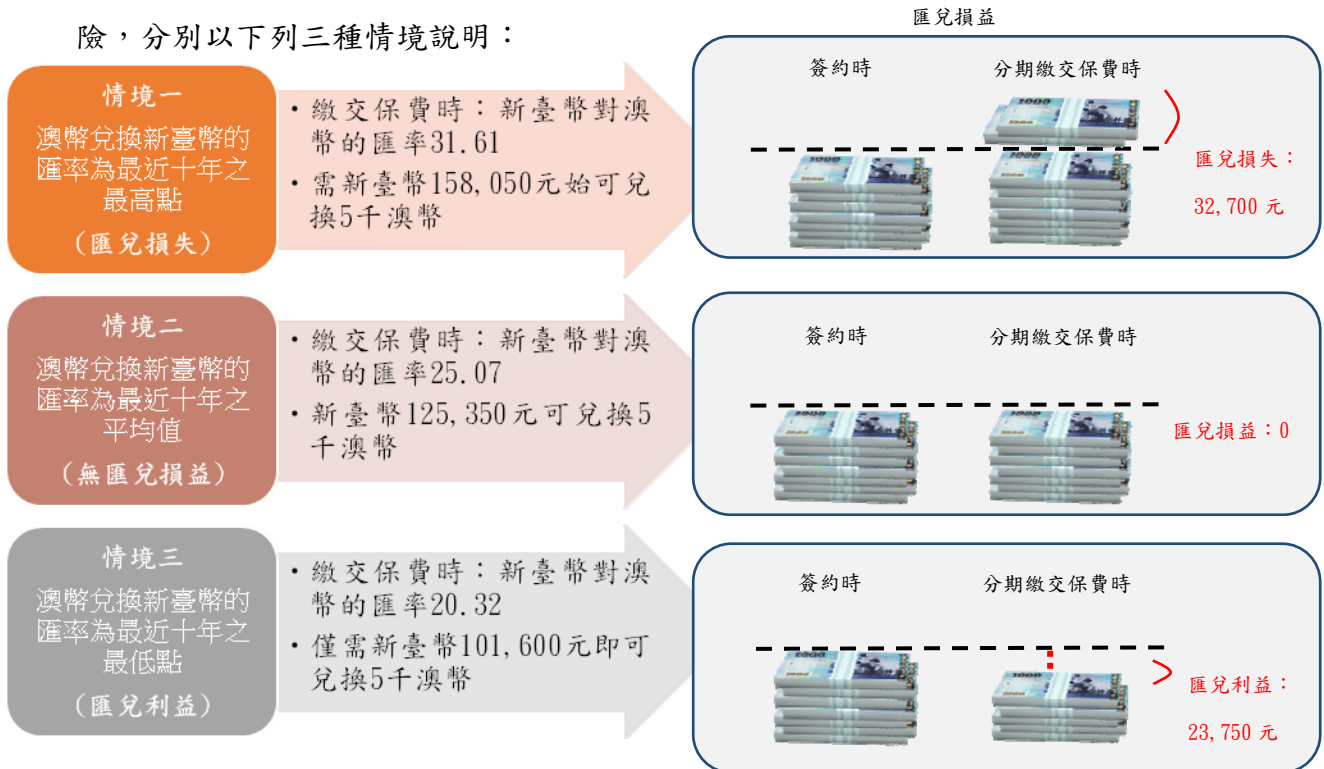 匯兌損益
險，分別以下列三種情境說明：
情境一
澳幣兌換新臺幣的
匯率為最近十年之
最高點
（匯兌損失）
・繳交保費時：新臺幣對澳
幣的匯率31.61
・需新臺幣158,050元始可兌
換5千澳幣
簽約時
分期繳交保費時
匯兌損失：
32,700 元
情境二
澳幣兌換新臺幣的
匯率為最近十年之
平均值
（無匯兌損益）
・繳交保費時：新臺幣對澳
幣的匯率25.07
・新臺幣125,350元可兌換5
千澳幣
簽約時
分期繳交保費時
匯兌損益：0
情境三
澳幣兌換新臺幣的
匯率為最近十年之
最低點
（匯兌利益）
・繳交保費時：新臺幣對澳
幣的匯率20.32
・僅需新臺幣101,600元即可
兌換5千澳幣
簽約時
分期繳交保費時
匯兌利益：
23,750 元